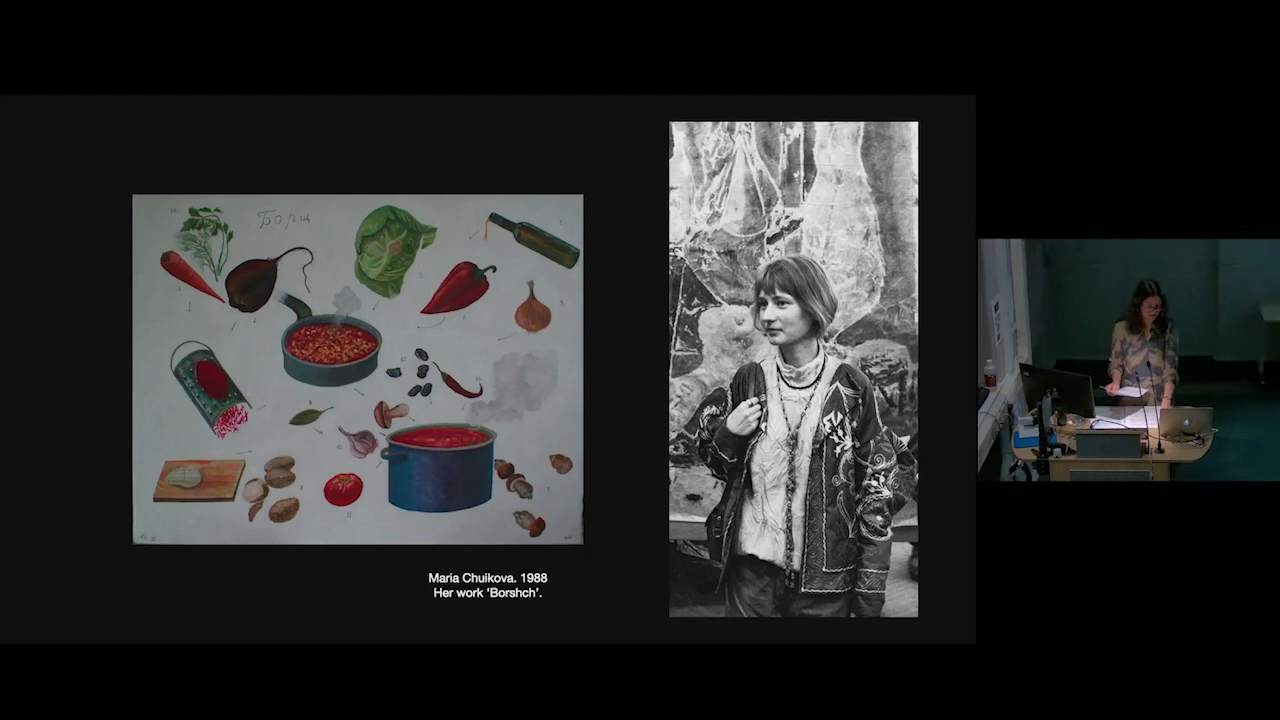 Борщ
Maria Chuikova. 1988
Her work ‘Borshch’.